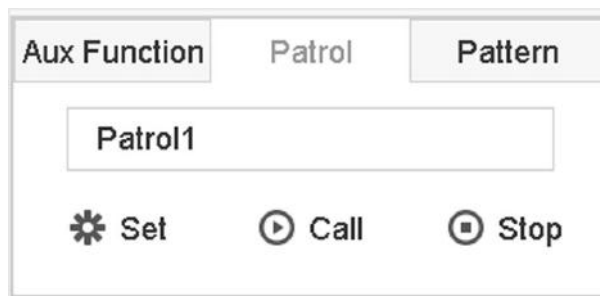 Aux Function Patrol Pattern
Patrol1
Set Call Stop